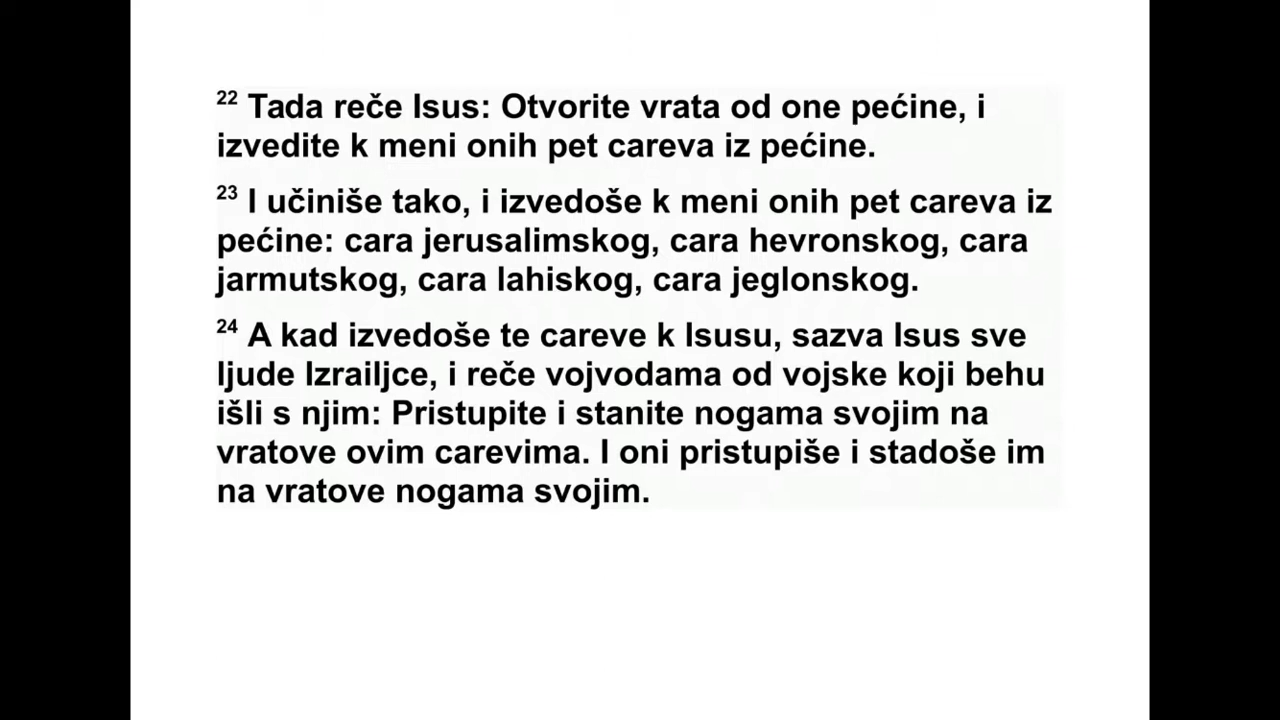 22 Tada reče Isus: Otvorite vrata od one pećine, i
izvedite k meni onih pet careva iz pećine.
23 I učiniše tako, i izvedoše k meni onih pet careva iz
pećine: cara jerusalimskog, cara hevronskog, cara
jarmutskog, cara lahiskog, cara jeglonskog.
24 A kad izvedoše te careve k Isusu, sazva Isus sve
ljude Izrailjce, i reče vojvodama od vojske koji behu
išli s njim: Pristupite i stanite nogama svojim na
vratove ovim carevima. I oni pristupiše i stadoše im
na vratove nogama svojim.